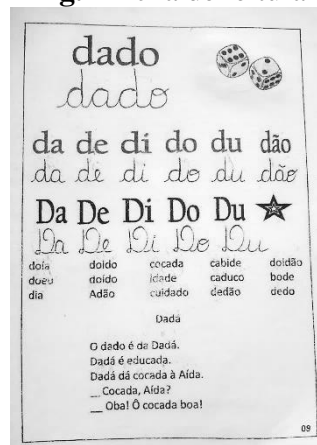 dado
dado
da de di do du dão
da de di do du dão
Da De Di Do Du
Da De Di Do Du
doía doido cocada cabide doidão
doeu doido idade caduco bode
dia Adão cuidado dedão dedo
Dadá
O dado é da Dadá.
Dadá é educada.
Dadá dá cocada à Aída.
__ Cocada, Aída?
__ Oba! Ô cocada boa!
09